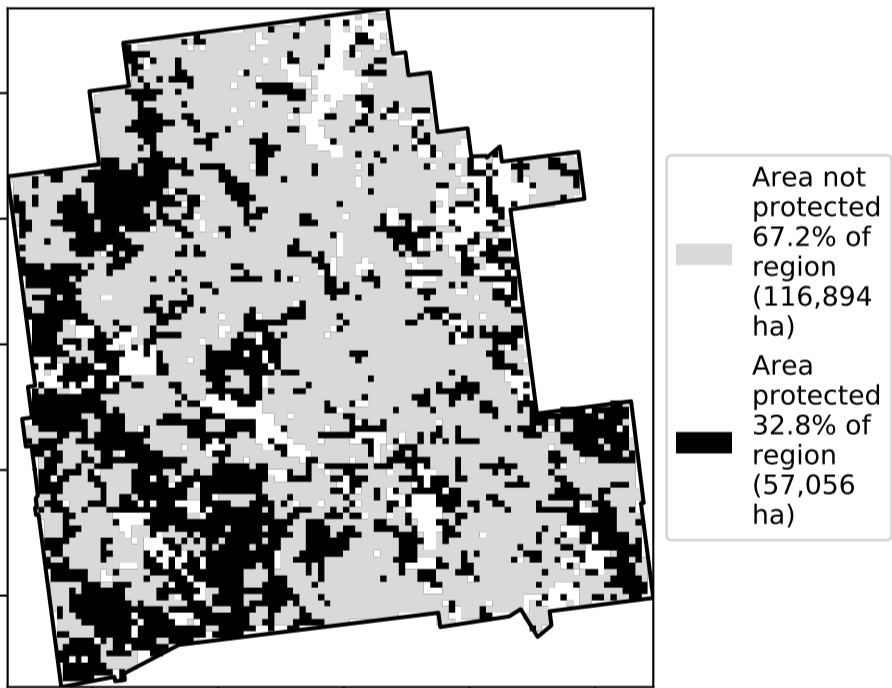 Area not
protected
67.2% of
region
(116,894
ha)
Area
protected
32.8% of
region
(57,056
ha)